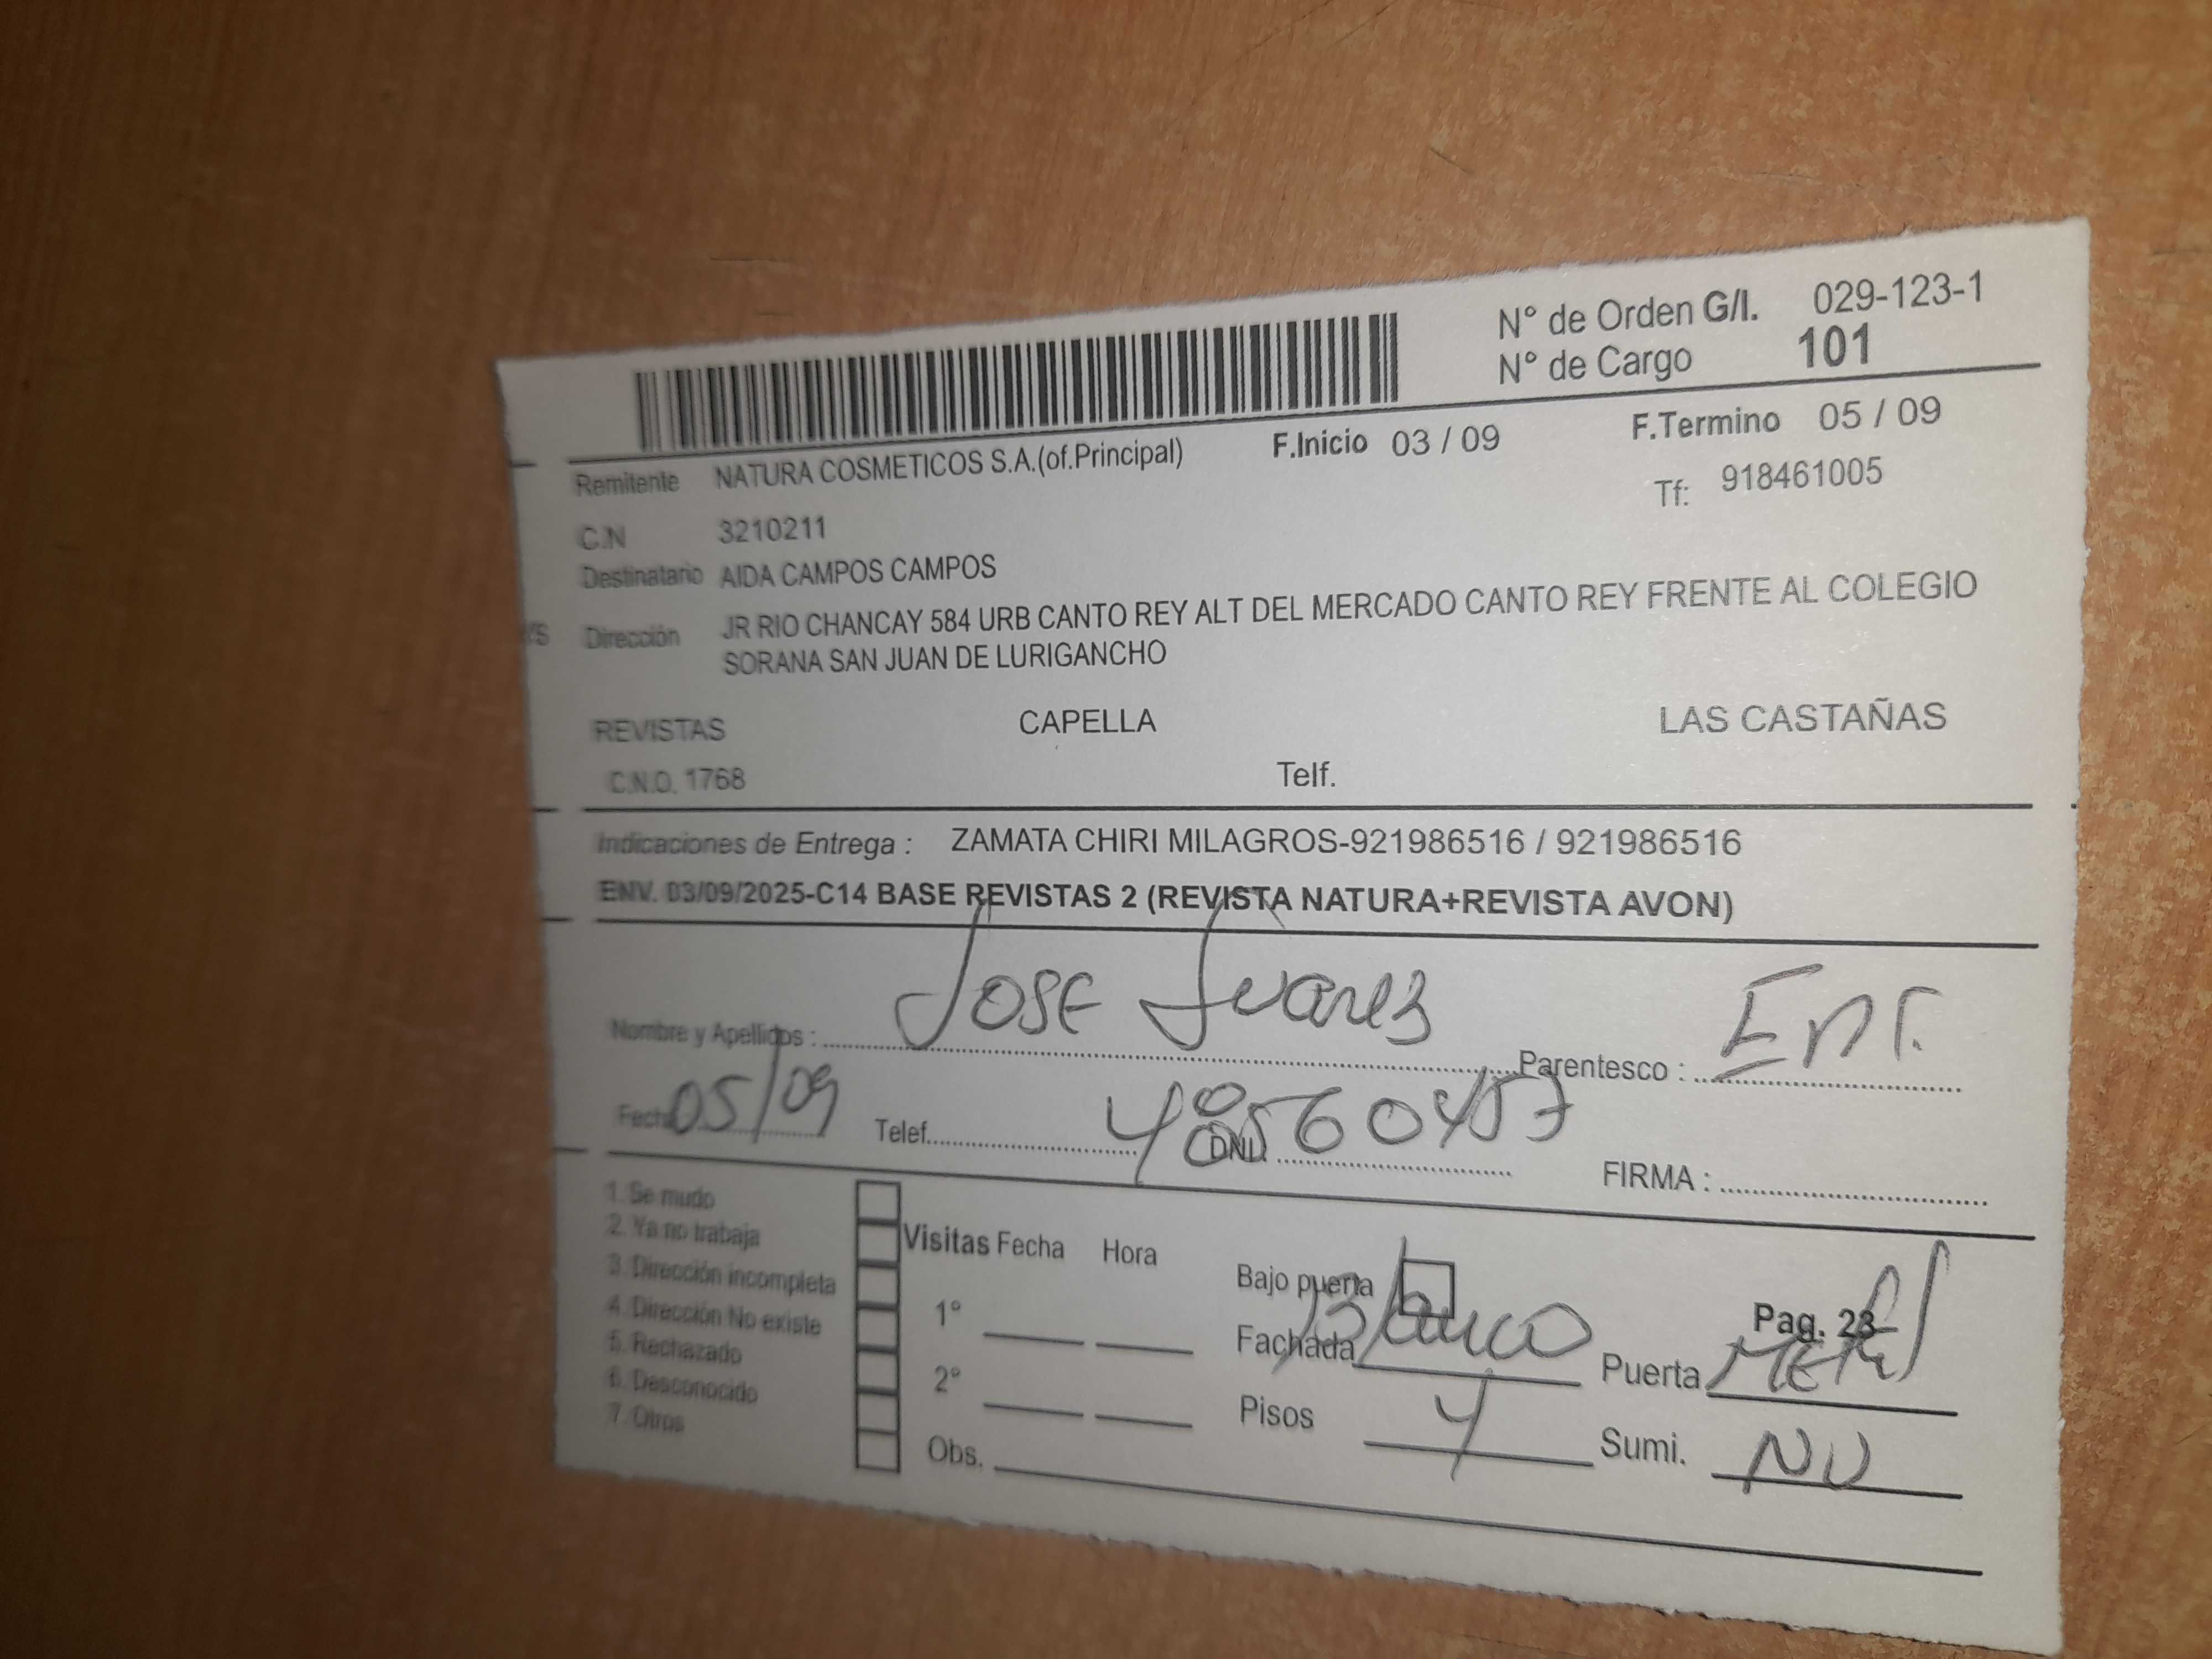 N° de Orden G/I. 029-123-1
N° de Cargo 101
F.Inicio 03 / 09 F.Termino 05 / 09
Remitente NATURA COSMETICOS S.A.(of.Principal)
Tf: 918461005
C.N 3210211
Destinatario AIDA CAMPOS CAMPOS
Dirección JR RIO CHANCAY 584 URB CANTO REY ALT DEL MERCADO CANTO REY FRENTE AL COLEGIO
SORANA SAN JUAN DE LURIGANCHO
REVISTAS CAPELLA LAS CASTAÑAS
C.N.O. 1768 Telf.
Indicaciones de Entrega : ZAMATA CHIRI MILAGROS-921986516 / 921986516
ENV. 03/09/2025-C14 BASE REVISTAS 2 (REVISTA NATURA+REVISTA AVON)
Nombre y Apellidos : JOSE Juarez Parentesco : Ent.
Fecha 05/09 Telef. DNI. 48560457 FIRMA :
1. Se mudo
2. Ya no trabaja
3. Dirección incompleta
4. Dirección No existe
5. Rechazado
6. Desconocido
7. Otros
Visitas Fecha Hora
1°
2°
Obs.
Bajo puerta Pag. 23
Fachada Blanco Puerta Metal
Pisos 4 Sumi. NO